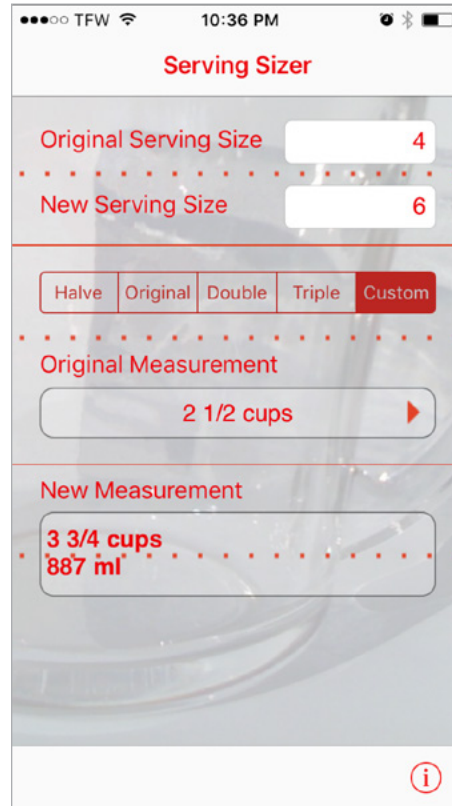 TFW 10:36 PM
Serving Sizer
Original Serving Size 4
New Serving Size 6
Halve Original Double Triple Custom
Original Measurement
2 1/2 cups
New Measurement
3 3/4 cups
887 ml
i